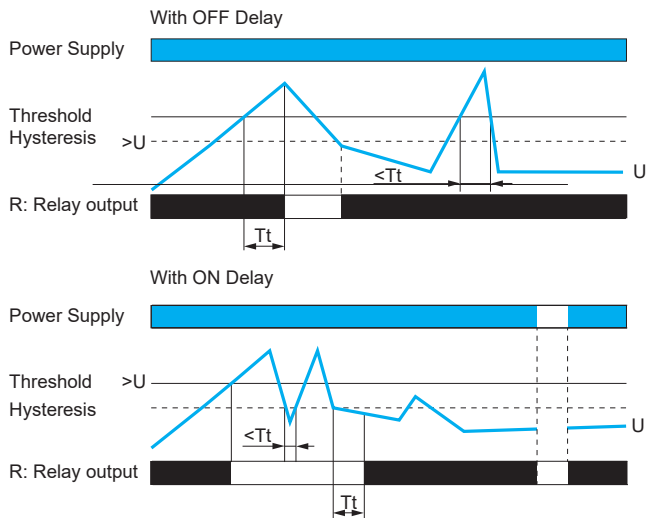 With OFF Delay
Power Supply
Threshold
Hysteresis
>U
U
<Tt
R: Relay output
Tt
With ON Delay
Power Supply
Threshold >U
Hysteresis
U
<Tt
R: Relay output
Tt